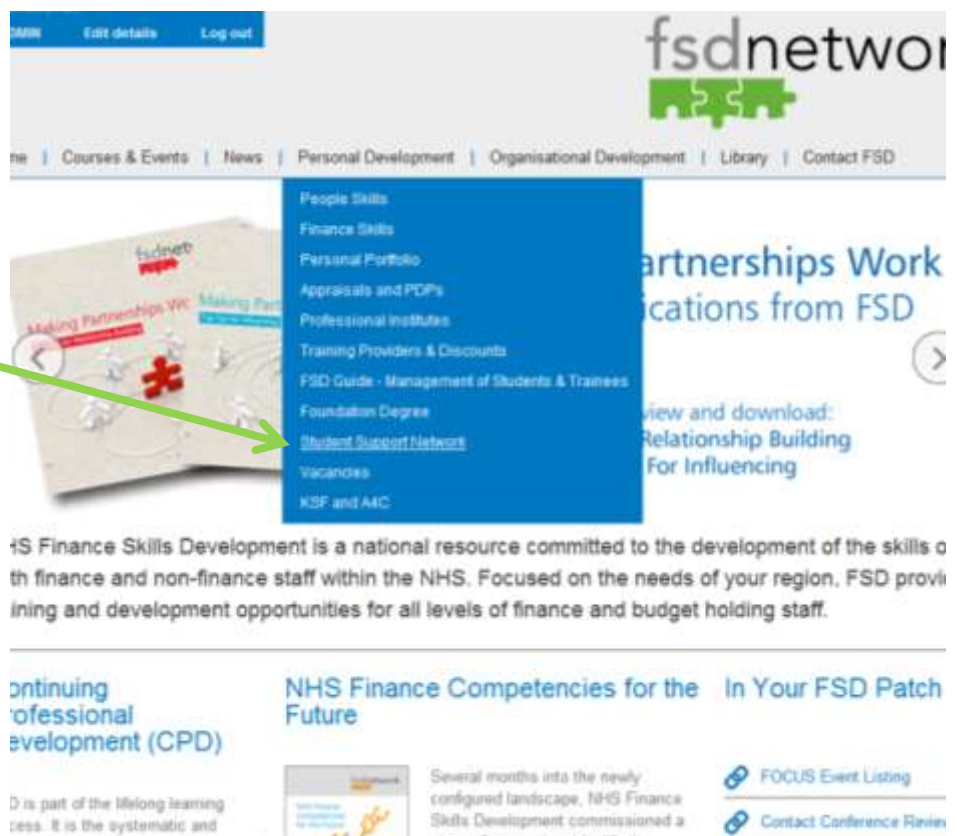 Edit details Log out
fsdnetwor
Courses & Events | News | Personal Development | Organisational Development | Library | Contact FSD
People Skills
Finance Skills
Personal Portfolio
Appraisals and PDPs
Professional Institutes
Training Providers & Discounts
FSD Guide - Management of Students & Trainees
Foundation Degree
Student Support Network
Vacancies
KSF and A4C
fsdnet
Making Partnerships Wo
Making Part
artnerships Work
ications from FSD
view and download:
Relationship Building
For Influencing
HS Finance Skills Development is a national resource committed to the development of the skills o
th finance and non-finance staff within the NHS. Focused on the needs of your region, FSD provi
ining and development opportunities for all levels of finance and budget holding staff.
ontinuing
rofessional
evelopment (CPD)
D is part of the lifelong learning
cess. It is the systematic and
NHS Finance Competencies for the
Future
Several months into the newly
configured landscape, NHS Finance
Skills Development commissioned a
In Your FSD Patch
FOCUS Event Listing
Contact Conference Review